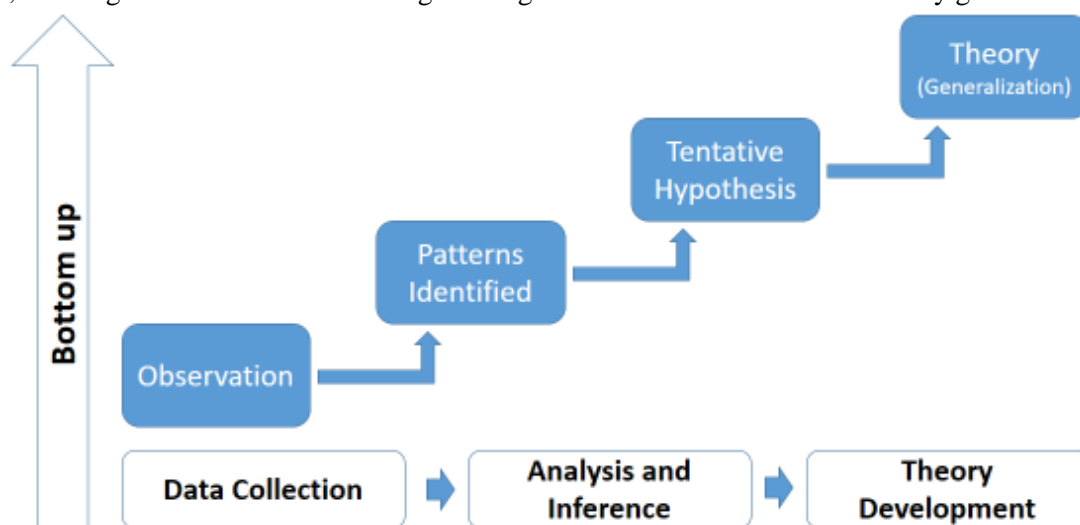 Theory
(Generalization)
Tentative
Hypothesis
Patterns
Identified
Observation
Bottom up
Data Collection
Analysis and
Inference
Theory
Development